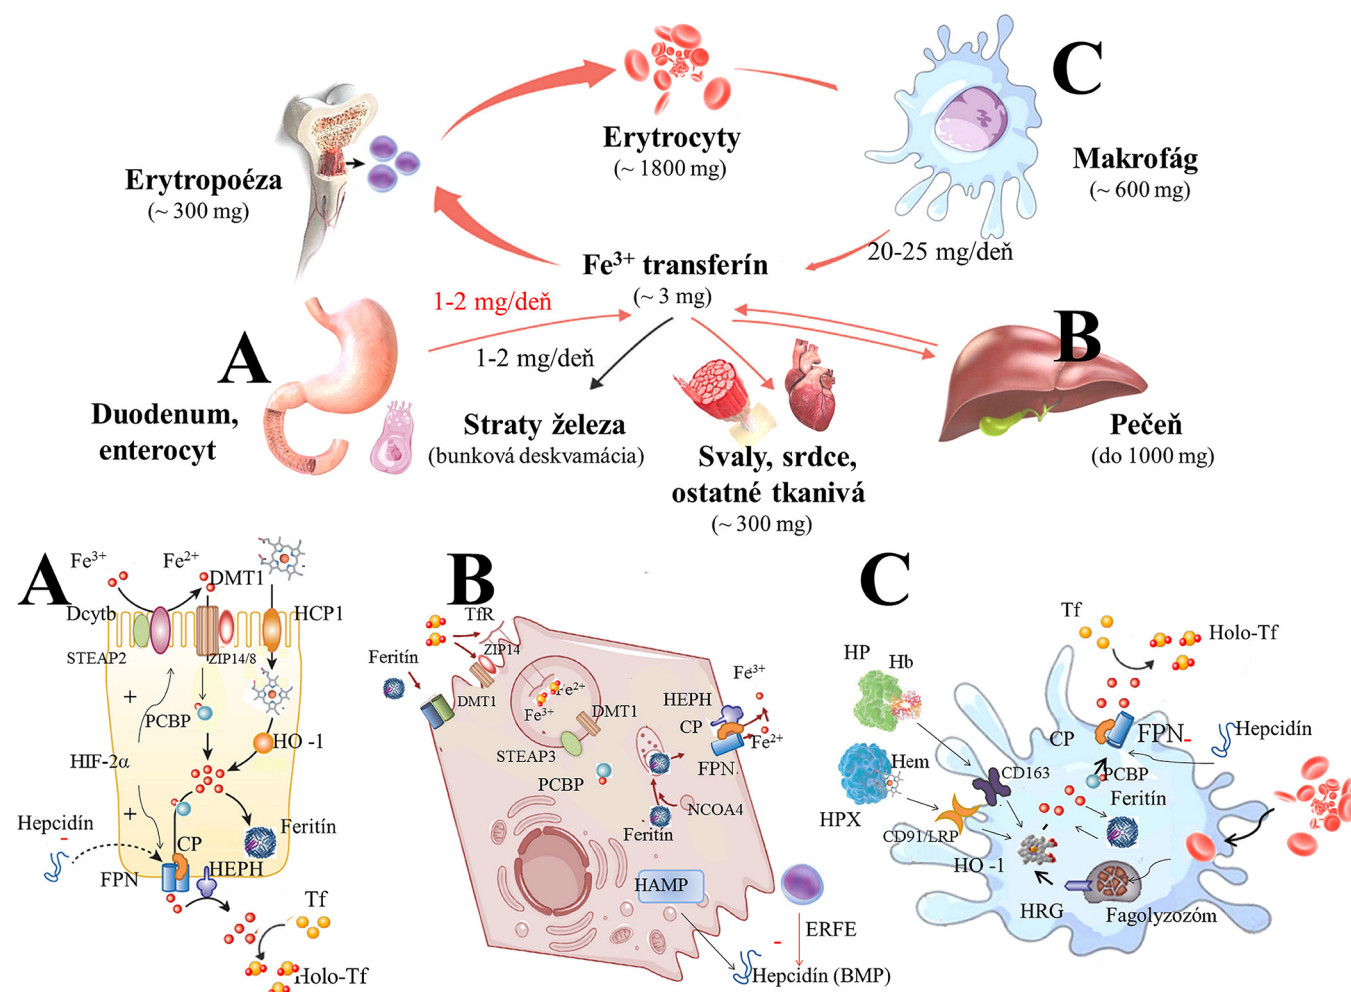 C
Erytrocyty
(~ 1800 mg)
Makrofág
(~ 600 mg)
Erytropoéza
(~ 300 mg)
20-25 mg/deň
Fe³⁺ transferín
(~ 3 mg)
1-2 mg/deň
1-2 mg/deň
A
B
Duodenum,
enterocyt
Straty železa
(bunková deskvamácia)
Svaly, srdce,
ostatné tkanivá
(~ 300 mg)
Pečeň
(do 1000 mg)
A
Fe³⁺
Fe²⁺
DMT1
Dcytb
HCP1
STEAP2
ZIP14/8
+
PCBP
HO -1
HIF-2α
+
Hepcidín
-
CP
Feritín
FPN
HEPH
Tf
Holo-Tf
B
TfR
ZIP14
Feritín
DMT1
Fe²⁺
Fe³⁺
DMT1
STEAP3
PCBP
HEPH
CP
Fe³⁺
Fe²⁺
FPN
NCOA4
Feritín
HAMP
ERFE
-
Hepcidín (BMP)
C
Tf
Holo-Tf
HP
Hb
Hepcidín
CP
FPN
-
Hem
CD163
PCBP
Feritín
HPX
CD91/LRP
HO -1
HRG
Fagolyzozóm